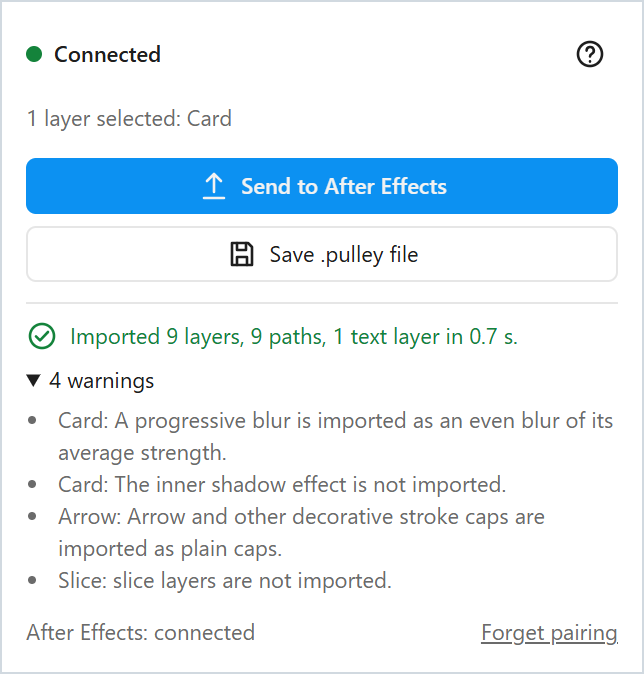 Connected
1 layer selected: Card
Send to After Effects
Save .pulley file
Imported 9 layers, 9 paths, 1 text layer in 0.7 s.
4 warnings
Card: A progressive blur is imported as an even blur of its
average strength.
Card: The inner shadow effect is not imported.
Arrow: Arrow and other decorative stroke caps are
imported as plain caps.
Slice: slice layers are not imported.
After Effects: connected
Forget pairing